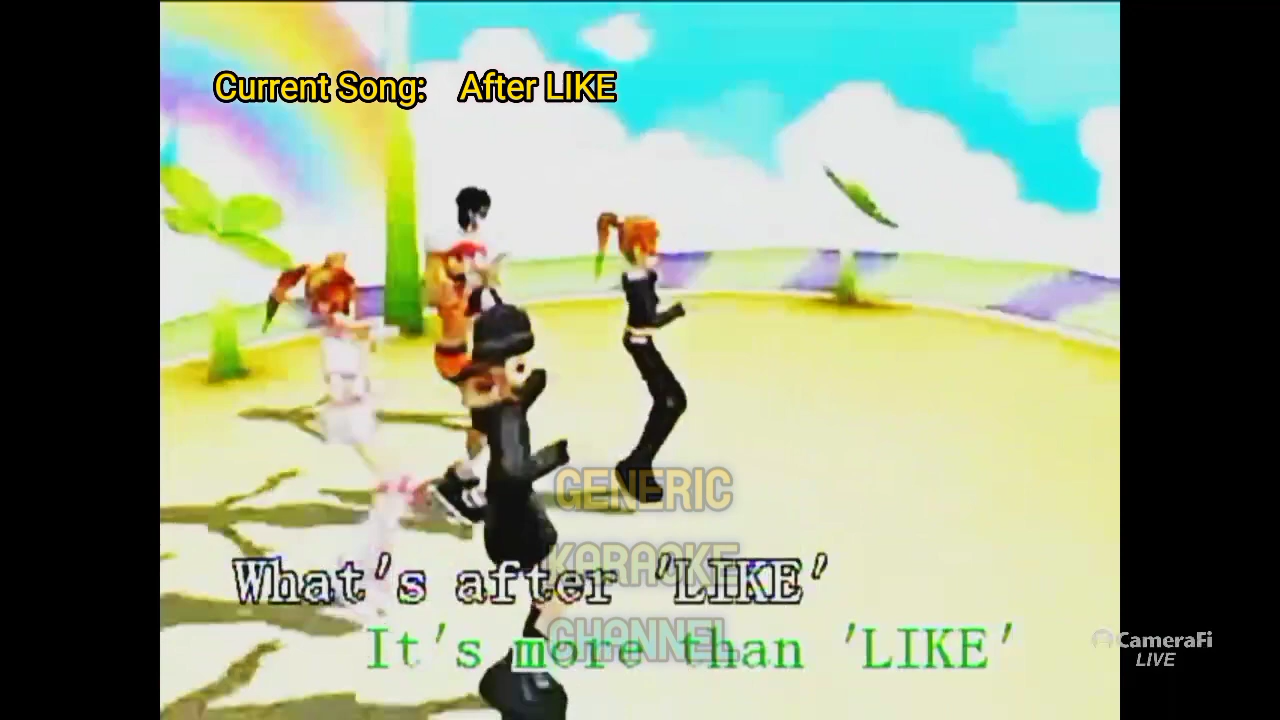 Current Song: After LIKE
GENERIC
KARAOKE
What's after 'LIKE'
CHANNEL
It's more than 'LIKE'
CameraFi
LIVE